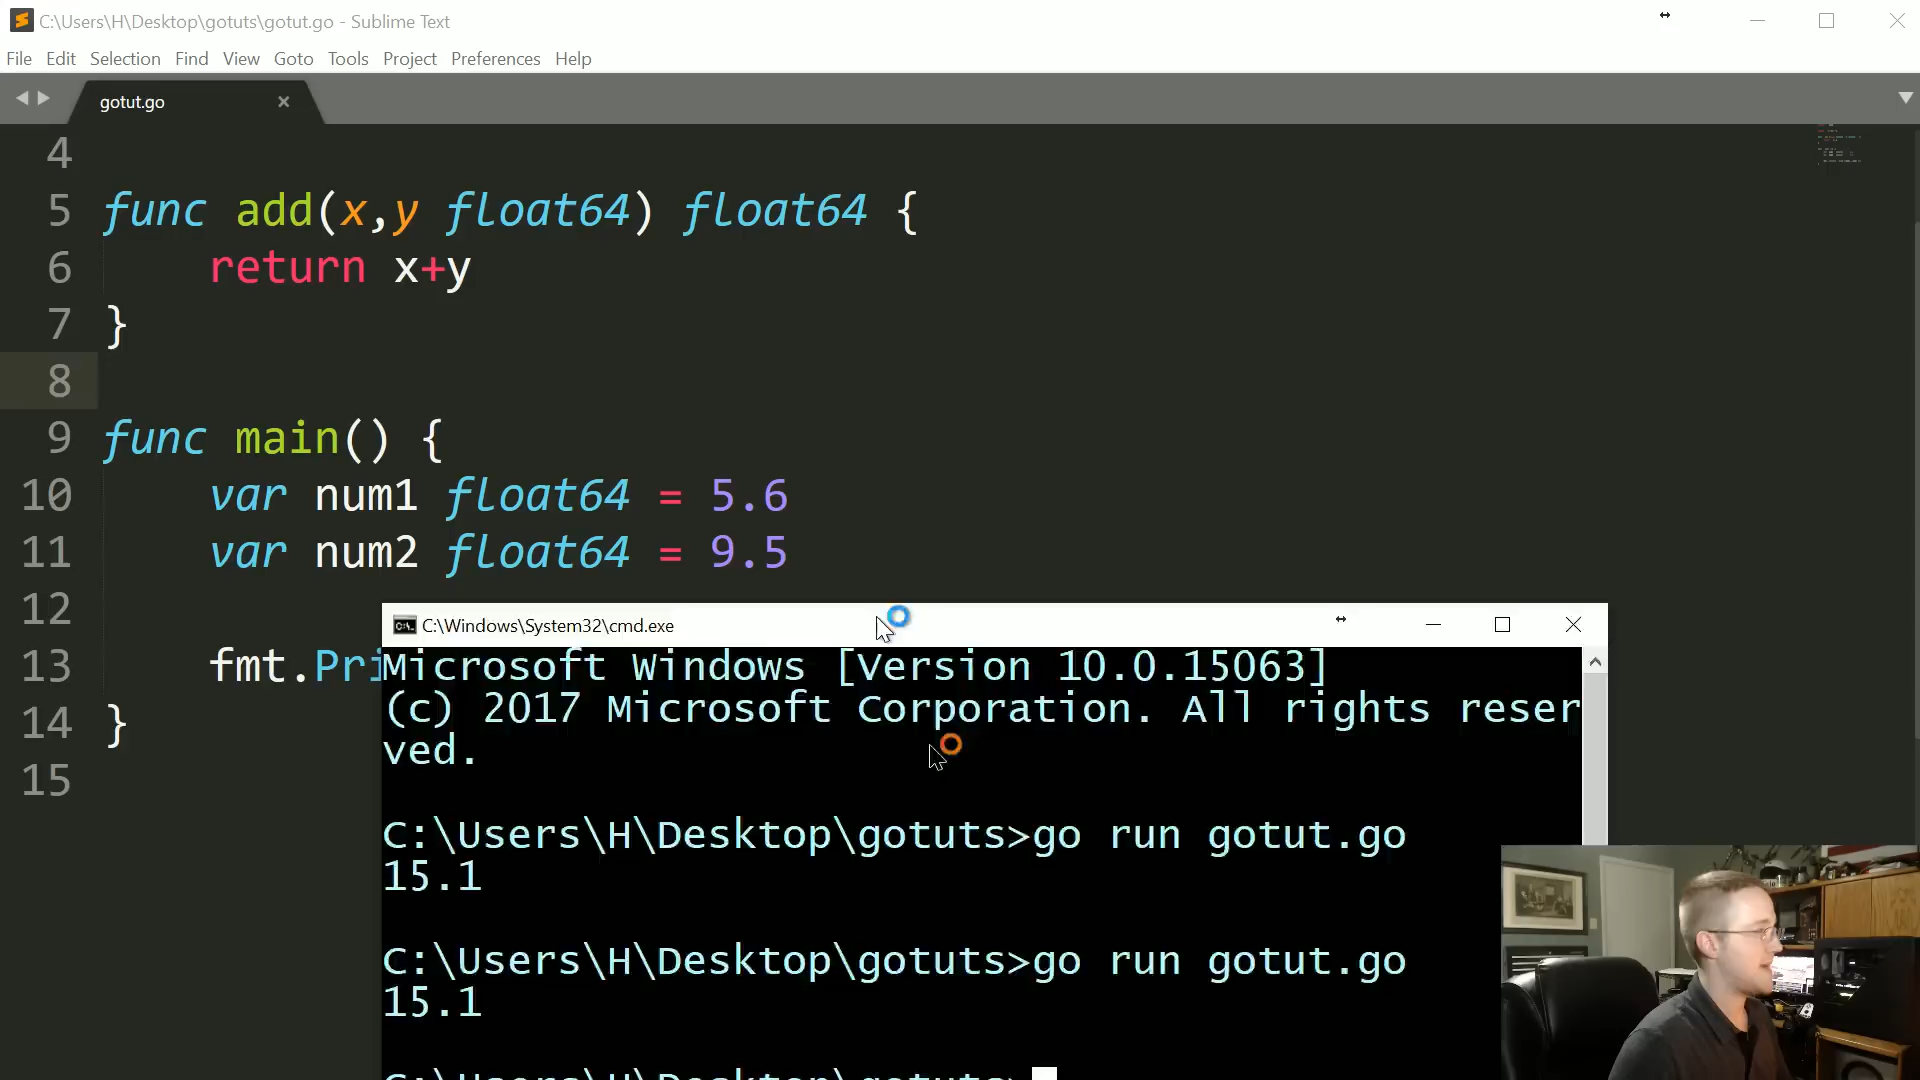 C:\Users\H\Desktop\gotuts\gotut.go - Sublime Text
File Edit Selection Find View Goto Tools Project Preferences Help
gotut.go
4
5 func add(x,y float64) float64 {
6 return x+y
7 }
8
9 func main() {
10 var num1 float64 = 5.6
11 var num2 float64 = 9.5
12
13 fmt.Pri
14 }
15
C:\Windows\System32\cmd.exe
Microsoft Windows [Version 10.0.15063]
(c) 2017 Microsoft Corporation. All rights reser
ved.
C:\Users\H\Desktop\gotuts>go run gotut.go
15.1
C:\Users\H\Desktop\gotuts>go run gotut.go
15.1
C:\Users\H\Desktop\gotuts>